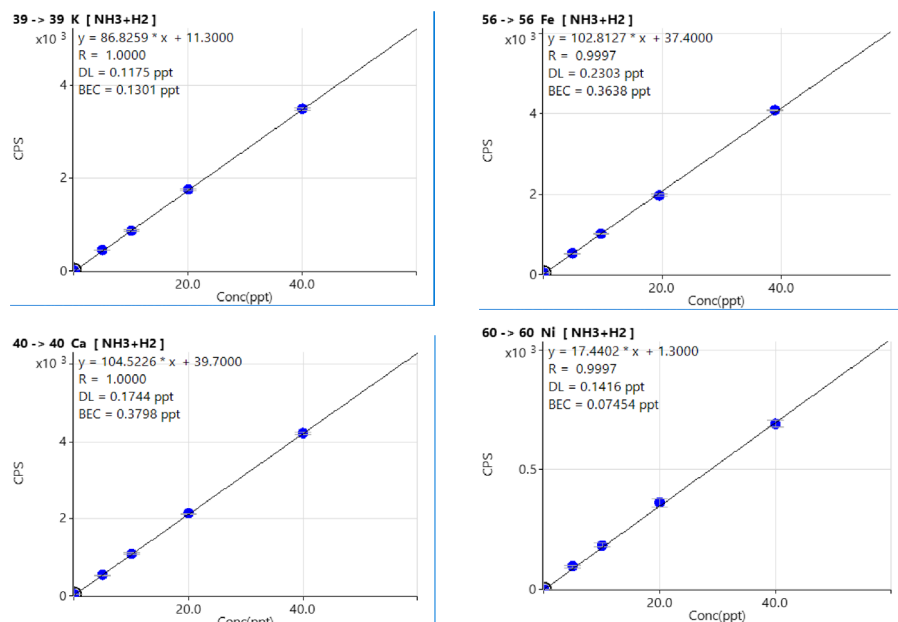 39 -> 39 K [ NH3+H2 ]
x10 3
y = 86.8259 * x + 11.3000
R = 1.0000
DL = 0.1175 ppt
BEC = 0.1301 ppt
4
CPS
2
0
20.0
40.0
Conc(ppt)
56 -> 56 Fe [ NH3+H2 ]
x10 3
y = 102.8127 * x + 37.4000
R = 0.9997
DL = 0.2303 ppt
BEC = 0.3638 ppt
4
CPS
2
0
20.0
40.0
Conc(ppt)
40 -> 40 Ca [ NH3+H2 ]
x10 3
y = 104.5226 * x + 39.7000
R = 1.0000
DL = 0.1744 ppt
BEC = 0.3798 ppt
4
CPS
2
0
20.0
40.0
Conc(ppt)
60 -> 60 Ni [ NH3+H2 ]
x10 3
y = 17.4402 * x + 1.3000
R = 0.9997
DL = 0.1416 ppt
BEC = 0.07454 ppt
1
CPS
0.5
0
20.0
40.0
Conc(ppt)